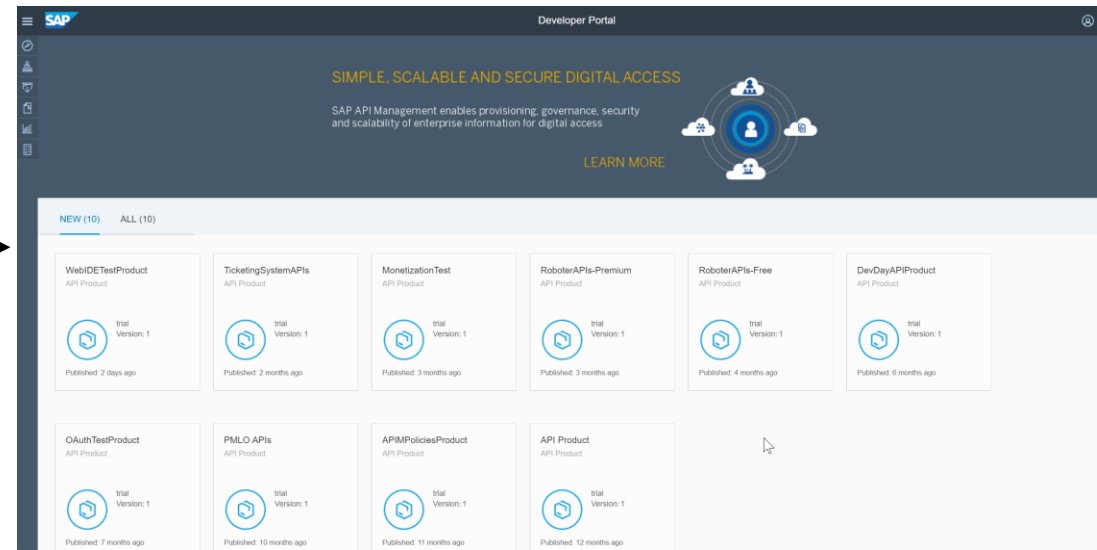 SAP
Developer Portal
SIMPLE, SCALABLE AND SECURE DIGITAL ACCESS
SAP API Management enables provisioning, governance, security
and scalability of enterprise information for digital access
LEARN MORE
NEW (10) ALL (10)
WebIDETestProduct
API Product
trial
Version: 1
Published: 2 days ago
TicketingSystemAPIs
API Product
trial
Version: 1
Published: 2 months ago
MonetizationTest
API Product
trial
Version: 1
Published: 3 months ago
RoboterAPIs-Premium
API Product
trial
Version: 1
Published: 3 months ago
RoboterAPIs-Free
API Product
trial
Version: 1
Published: 4 months ago
DevDayAPIProduct
API Product
trial
Version: 1
Published: 6 months ago
OAuthTestProduct
API Product
trial
Version: 1
Published: 7 months ago
PMLO APIs
API Product
trial
Version: 1
Published: 10 months ago
APIMPoliciesProduct
API Product
trial
Version: 1
Published: 11 months ago
API Product
API Product
trial
Version: 1
Published: 12 months ago